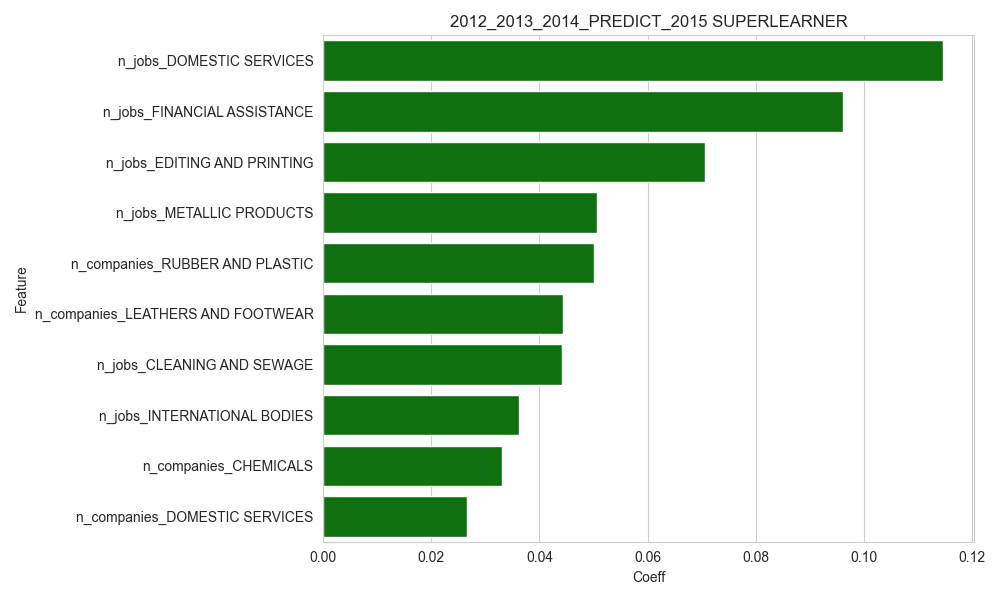 2012_2013_2014_PREDICT_2015 SUPERLEARNER
n_jobs_DOMESTIC SERVICES
n_jobs_FINANCIAL ASSISTANCE
n_jobs_EDITING AND PRINTING
n_jobs_METALLIC PRODUCTS
n_companies_RUBBER AND PLASTIC
n_companies_LEATHERS AND FOOTWEAR
n_jobs_CLEANING AND SEWAGE
n_jobs_INTERNATIONAL BODIES
n_companies_CHEMICALS
n_companies_DOMESTIC SERVICES
Feature
0.00 0.02 0.04 0.06 0.08 0.10 0.12
Coeff